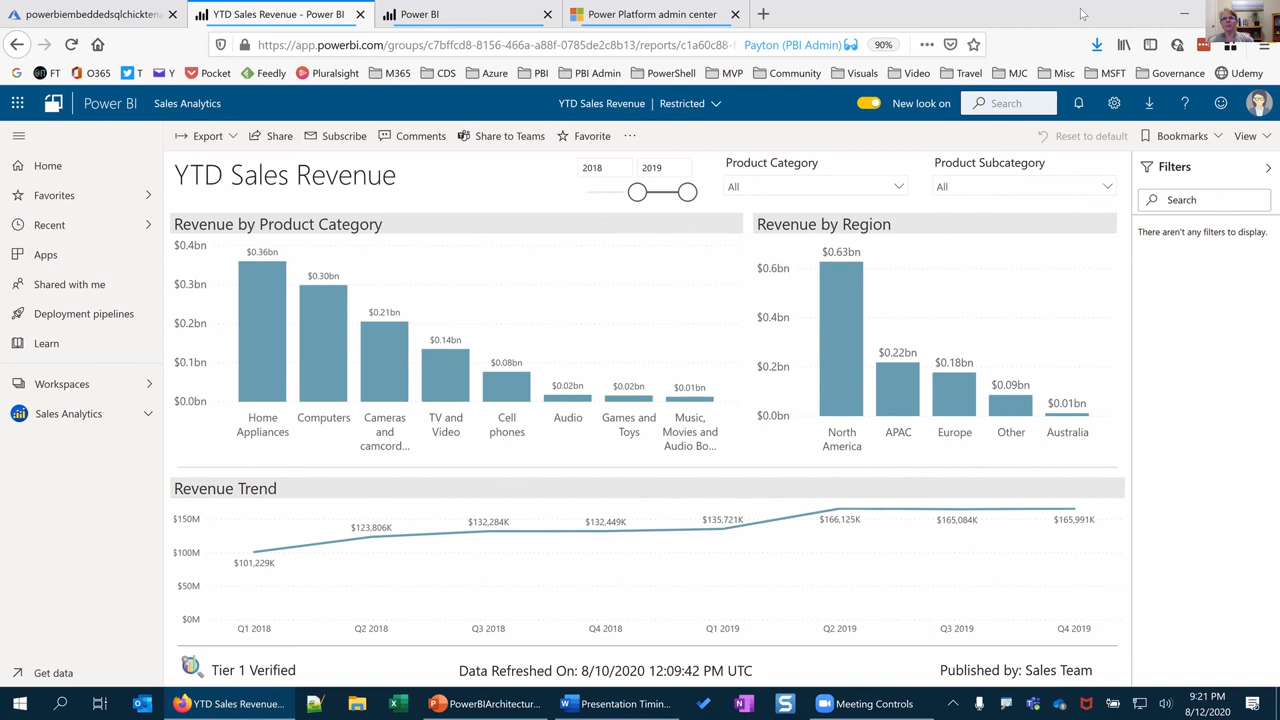 powerbiembeddedsqlchicktena
YTD Sales Revenue - Power BI
Power BI
Power Platform admin center
https://app.powerbi.com/groups/c7bffcd8-8156-466a-a8bf-0785de2c8b13/reports/c1a60c88-
Payton (PBI Admin)
90%
FT
O365
T
Y
Pocket
Feedly
Pluralsight
M365
CDS
Azure
PBI
PBI Admin
PowerShell
MVP
Community
Visuals
Video
Travel
MJC
Misc
MSFT
Governance
Udemy
Power BI
Sales Analytics
YTD Sales Revenue | Restricted
New look on
Search
Export
Share
Subscribe
Comments
Share to Teams
Favorite
Reset to default
Bookmarks
View
Home
Favorites
Recent
Apps
Shared with me
Deployment pipelines
Learn
Workspaces
Sales Analytics
Get data
YTD Sales Revenue
2018
2019
Product Category
All
Product Subcategory
All
Filters
Search
There aren't any filters to display.
Revenue by Product Category
$0.4bn
$0.3bn
$0.2bn
$0.1bn
$0.0bn
$0.36bn
$0.30bn
$0.21bn
$0.14bn
$0.08bn
$0.02bn
$0.02bn
$0.01bn
Home
Appliances
Computers
Cameras
and
camcord...
TV and
Video
Cell
phones
Audio
Games and
Toys
Music,
Movies and
Audio Bo...
Revenue by Region
$0.6bn
$0.4bn
$0.2bn
$0.0bn
$0.63bn
$0.22bn
$0.18bn
$0.09bn
$0.01bn
North
America
APAC
Europe
Other
Australia
Revenue Trend
$150M
$100M
$50M
$0M
$101,229K
$123,806K
$132,284K
$132,449K
$135,721K
$166,125K
$165,084K
$165,991K
Q1 2018
Q2 2018
Q3 2018
Q4 2018
Q1 2019
Q2 2019
Q3 2019
Q4 2019
Tier 1 Verified
Data Refreshed On: 8/10/2020 12:09:42 PM UTC
Published by: Sales Team
YTD Sales Revenue...
PowerBIArchitectur...
Presentation Timin...
Meeting Controls
9:21 PM
8/12/2020